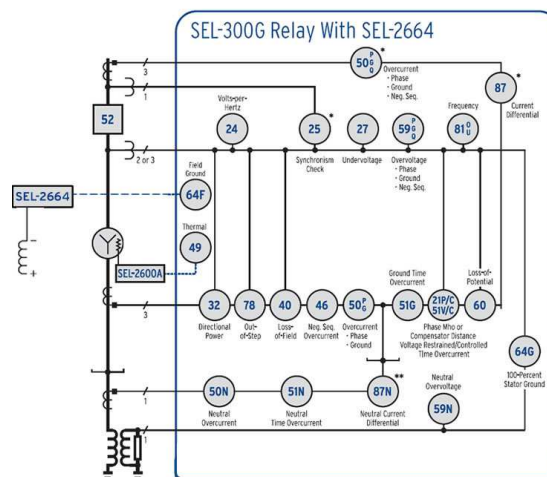 SEL-300G Relay With SEL-2664
3
1
50 P G Q *
Overcurrent
- Phase
- Ground
- Neg. Seq.
87 *
Current
Differential
52
Volts-per-
Hertz
24
25 *
Synchronism
Check
27
Undervoltage
59 P G Q
Overvoltage
- Phase
- Ground
- Neg. Seq.
Frequency
81 O U
2 or 3
Field
Ground
64F
SEL-2664
- 
+
Thermal
49
SEL-2600A
3
32
Directional
Power
78
Out-
of-Step
40
Loss-
of-Field
46
Neg. Seq.
Overcurrent
50 P G
Overcurrent
- Phase
- Ground
Ground Time
Overcurrent
51G
21P/C
51V/C
Phase Mho or
Compensator Distance
Voltage Restrained/Controlled
Time Overcurrent
Loss-of-
Potential
60
64G
100-Percent
Stator Ground
1
50N
Neutral
Overcurrent
51N
Neutral
Time Overcurrent
87N **
Neutral Current
Differential
Neutral
Overvoltage
59N
1